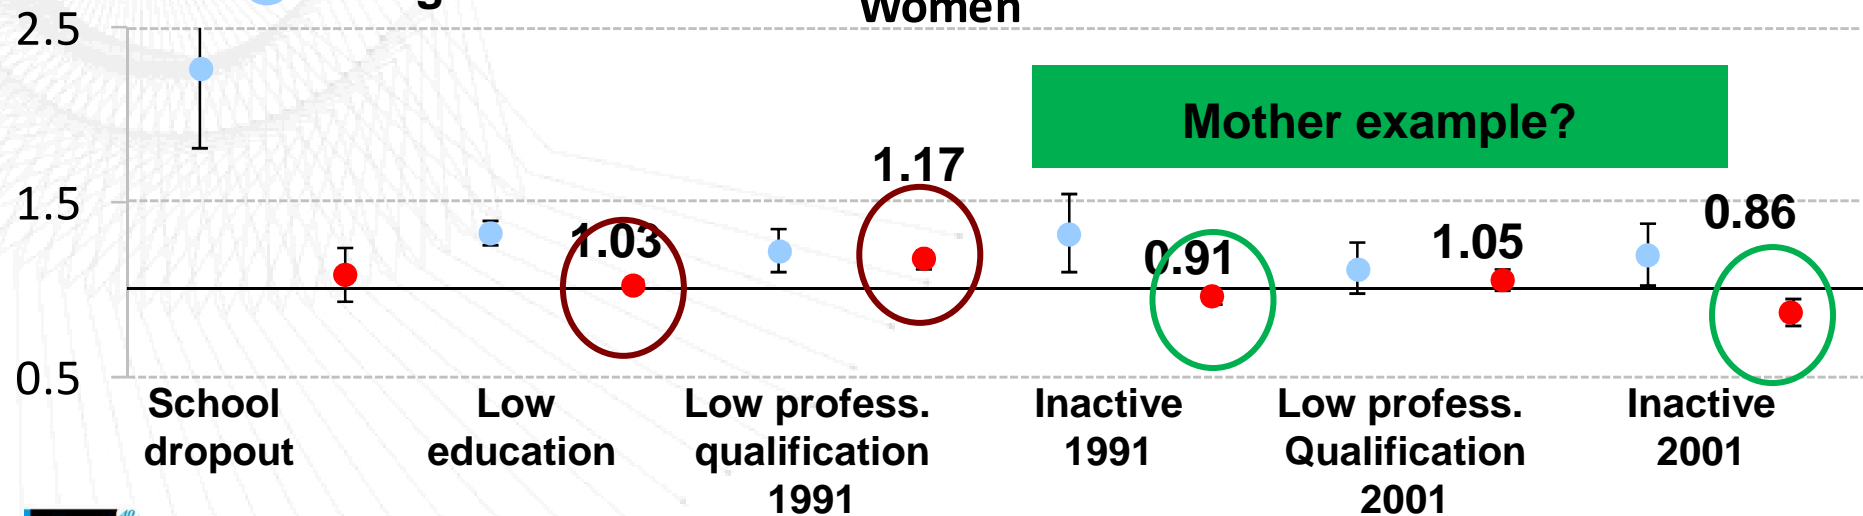 Women
2.5
Mother example?
1.17
1.5
0.86
1.03
1.05
0.91
0.5
School
dropout
Low
education
Low profess.
qualification
1991
Inactive
1991
Low profess.
Qualification
2001
Inactive
2001